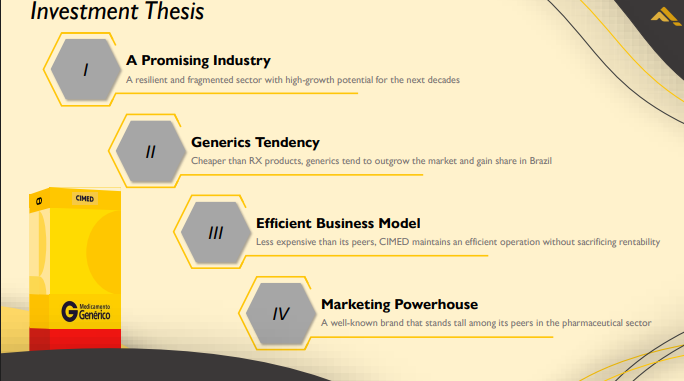 Investment Thesis
I
A Promising Industry
A resilient and fragmented sector with high-growth potential for the next decades
II
Generics Tendency
Cheaper than RX products, generics tend to outgrow the market and gain share in Brazil
III
Efficient Business Model
Less expensive than its peers, CIMED maintains an efficient operation without sacrificing rentability
IV
Marketing Powerhouse
A well-known brand that stands tall among its peers in the pharmaceutical sector
CIMED
G Medicamento
Genérico